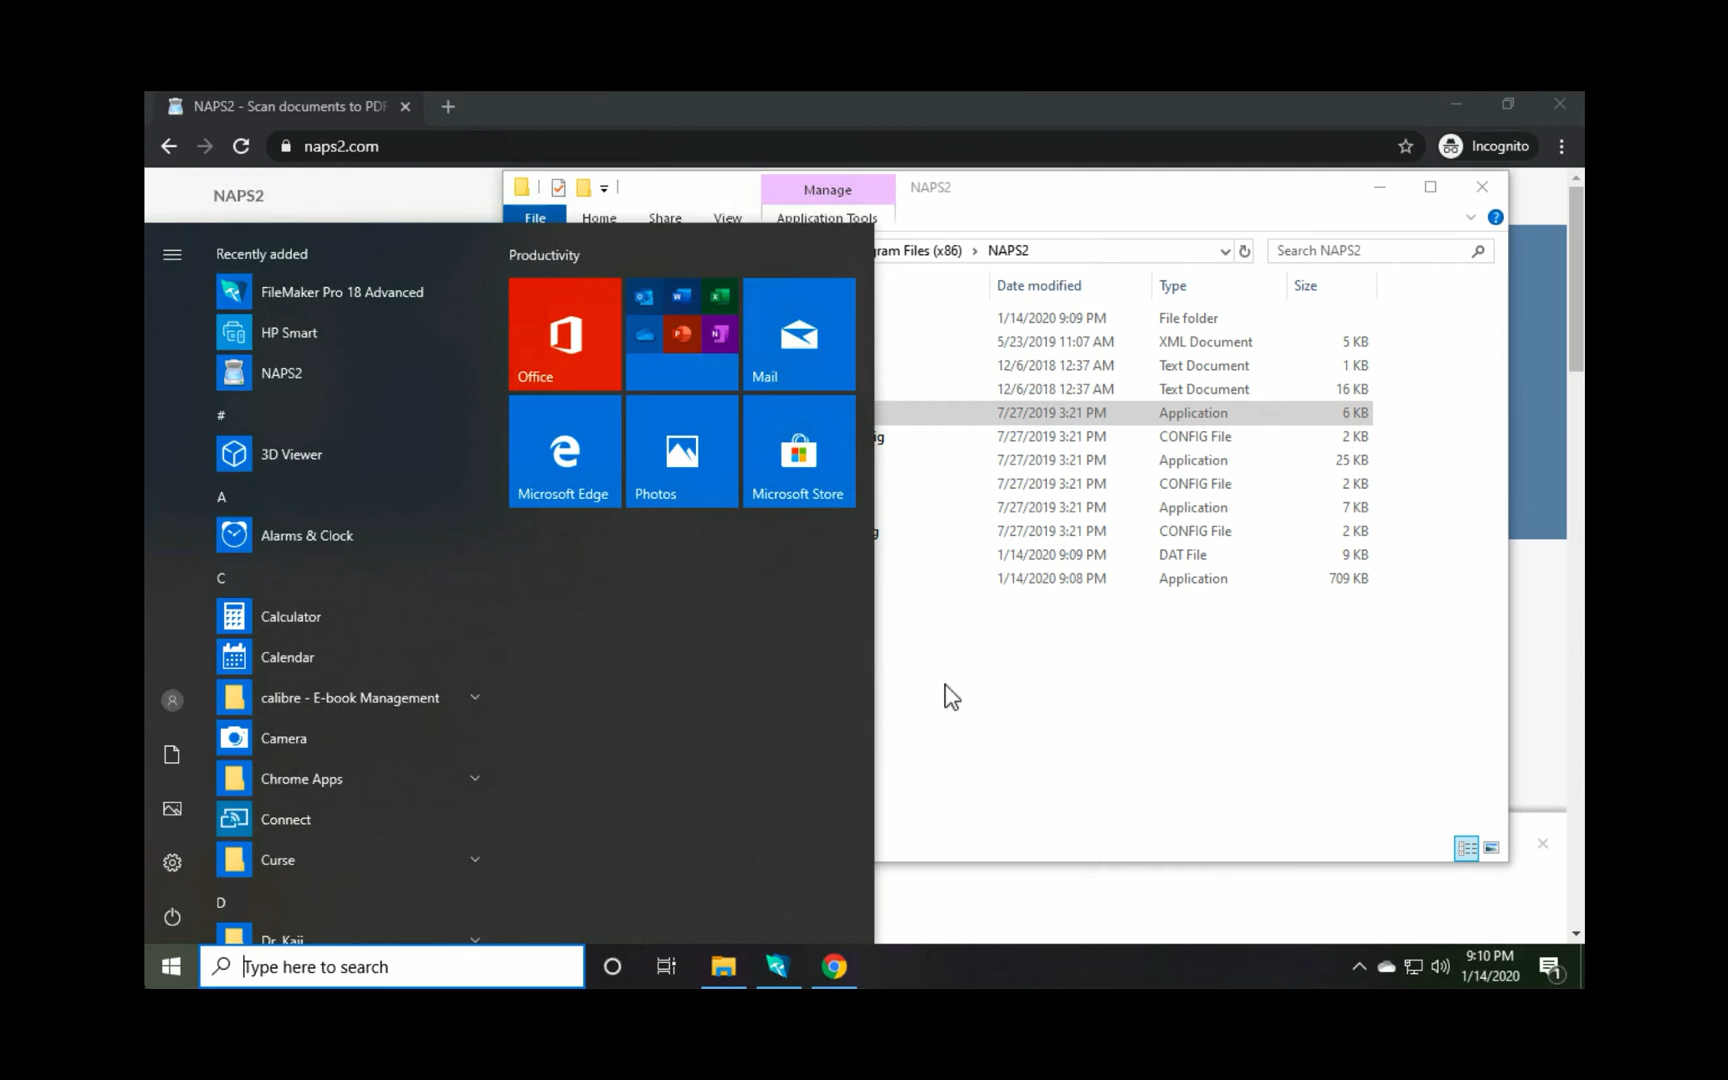 NAPS2 - Scan documents to PDF
naps2.com
Incognito
NAPS2
Manage
NAPS2
File
Home
Share
View
Application Tools
gram Files (x86) > NAPS2
Search NAPS2
Date modified
Type
Size
1/14/2020 9:09 PM File folder
5/23/2019 11:07 AM XML Document 5 KB
12/6/2018 12:37 AM Text Document 1 KB
12/6/2018 12:37 AM Text Document 16 KB
7/27/2019 3:21 PM Application 6 KB
ig 7/27/2019 3:21 PM CONFIG File 2 KB
7/27/2019 3:21 PM Application 25 KB
7/27/2019 3:21 PM CONFIG File 2 KB
7/27/2019 3:21 PM Application 7 KB
g 7/27/2019 3:21 PM CONFIG File 2 KB
1/14/2020 9:09 PM DAT File 9 KB
1/14/2020 9:08 PM Application 709 KB
Recently added
FileMaker Pro 18 Advanced
HP Smart
NAPS2
#
3D Viewer
A
Alarms & Clock
C
Calculator
Calendar
calibre - E-book Management
Camera
Chrome Apps
Connect
Curse
D
Dr. Kaii
Productivity
Office
Mail
Microsoft Edge
Photos
Microsoft Store
Type here to search
9:10 PM
1/14/2020
1